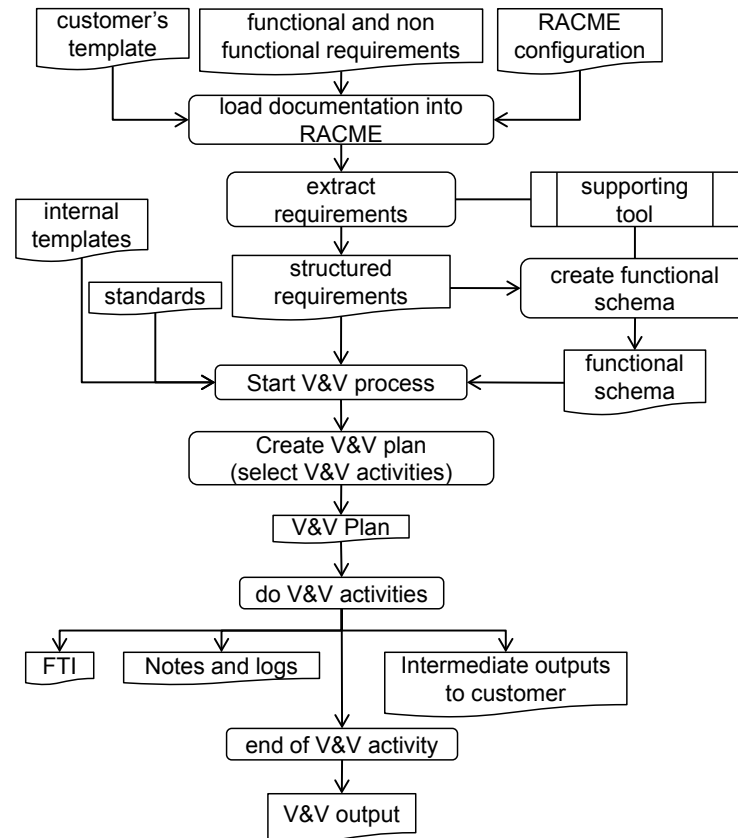 customer's
template
functional and non
functional requirements
RACME
configuration
load documentation into
RACME
extract
requirements
supporting
tool
internal
templates
structured
requirements
create functional
schema
standards
functional
schema
Start V&V process
Create V&V plan
(select V&V activities)
V&V Plan
do V&V activities
FTI
Notes and logs
Intermediate outputs
to customer
end of V&V activity
V&V output